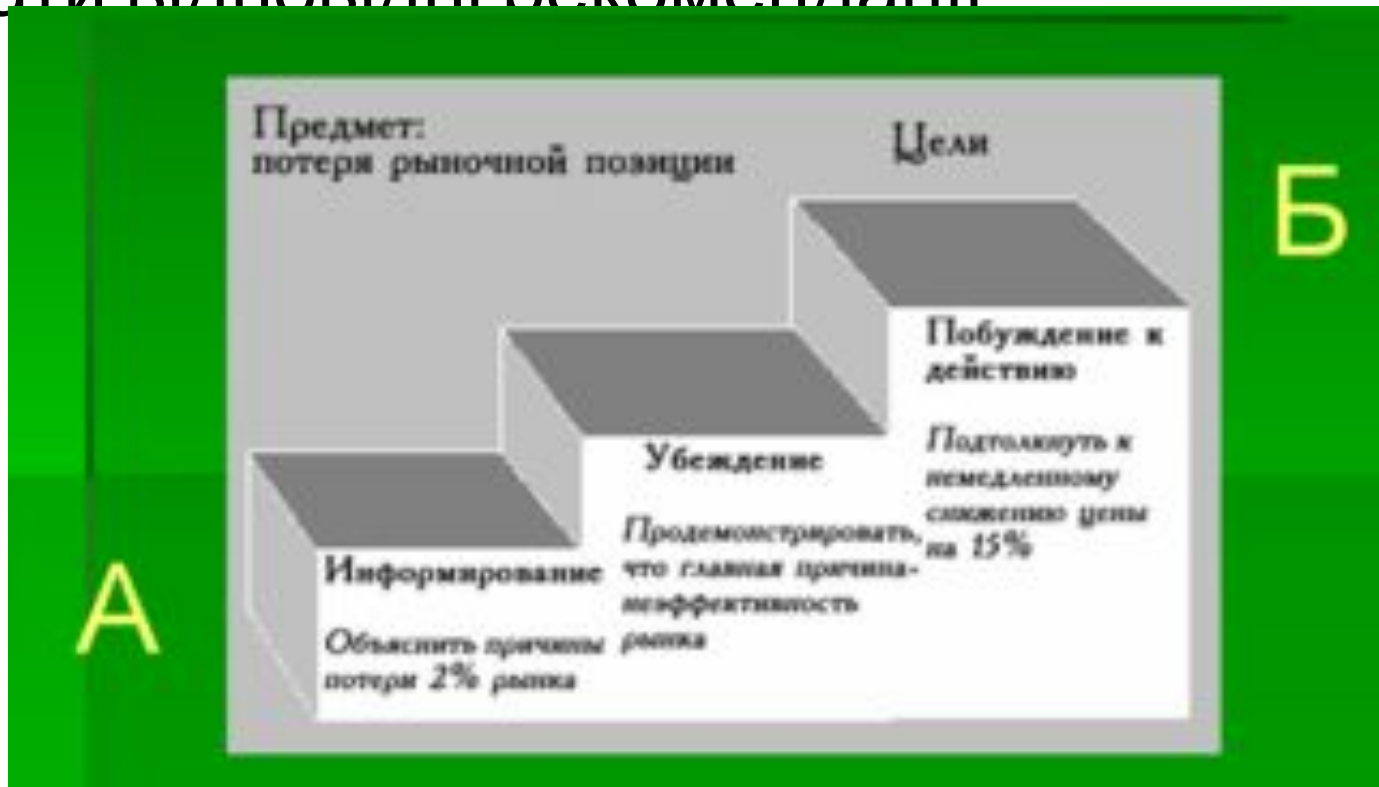 Предмет:
потеря рыночной позиции
Цели
Б
Побуждение к
действию
Подтолкнуть к
немедленному
снижению цены
на 15%
Убеждение
Продемонстрировать,
что главная причина-
неэффективность
рынка
Информирование
Объяснить причины
потери 2% рынка
А